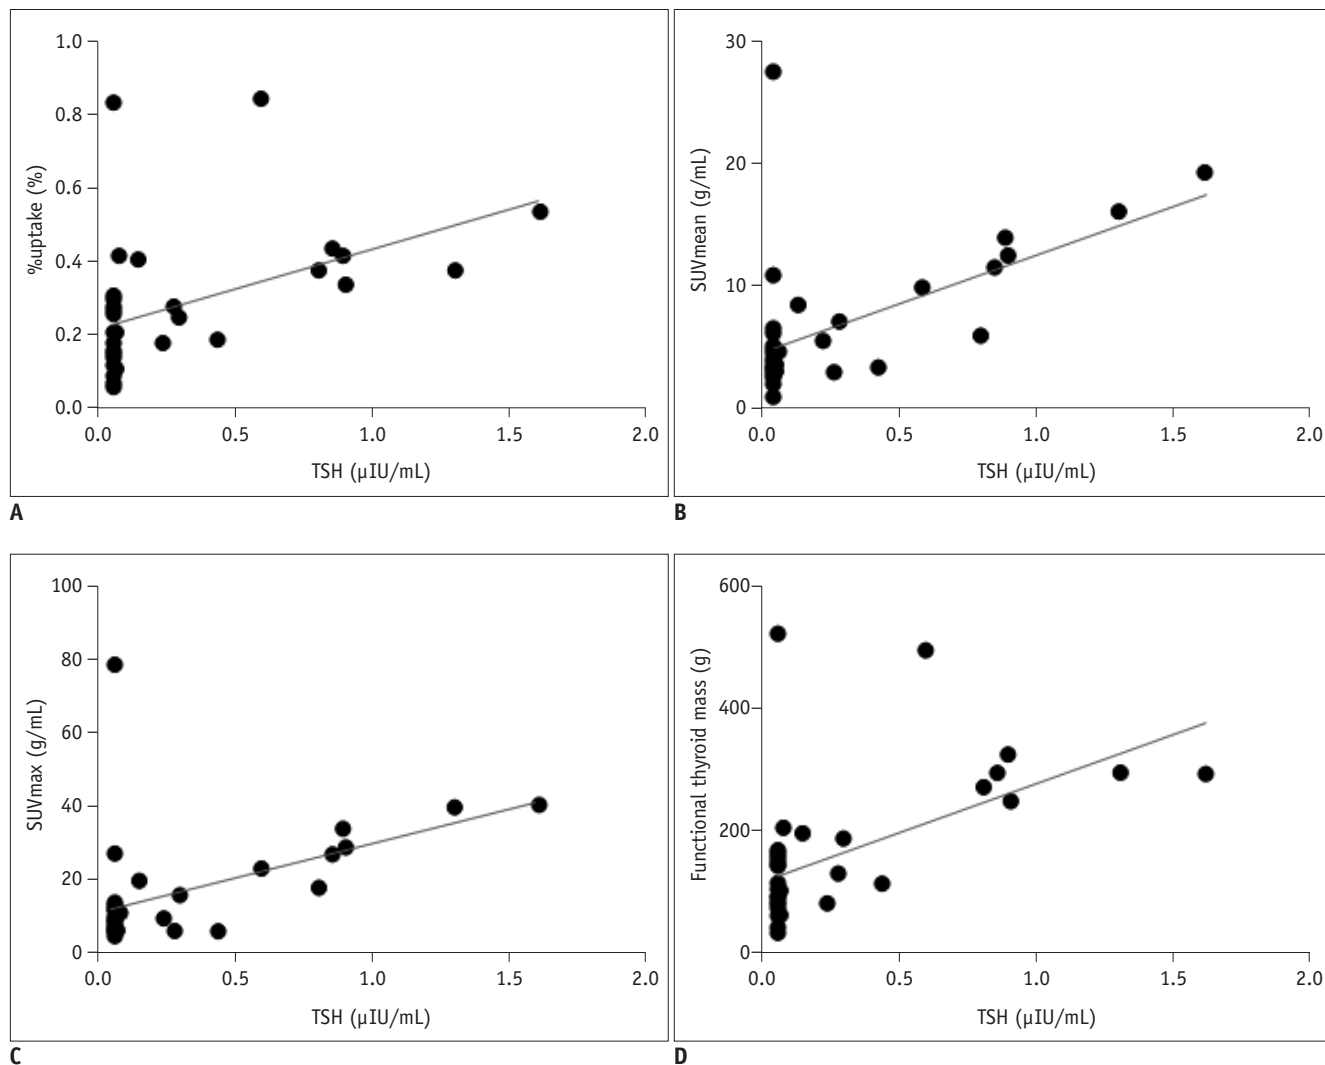 1.0
0.8
0.6
0.4
0.2
0.0
%uptake (%)
0.0 0.5 1.0 1.5 2.0
TSH (µIU/mL)
A
30
20
10
0
SUVmean (g/mL)
0.0 0.5 1.0 1.5 2.0
TSH (µIU/mL)
B
100
80
60
40
20
0
SUVmax (g/mL)
0.0 0.5 1.0 1.5 2.0
TSH (µIU/mL)
C
600
400
200
0
Functional thyroid mass (g)
0.0 0.5 1.0 1.5 2.0
TSH (µIU/mL)
D